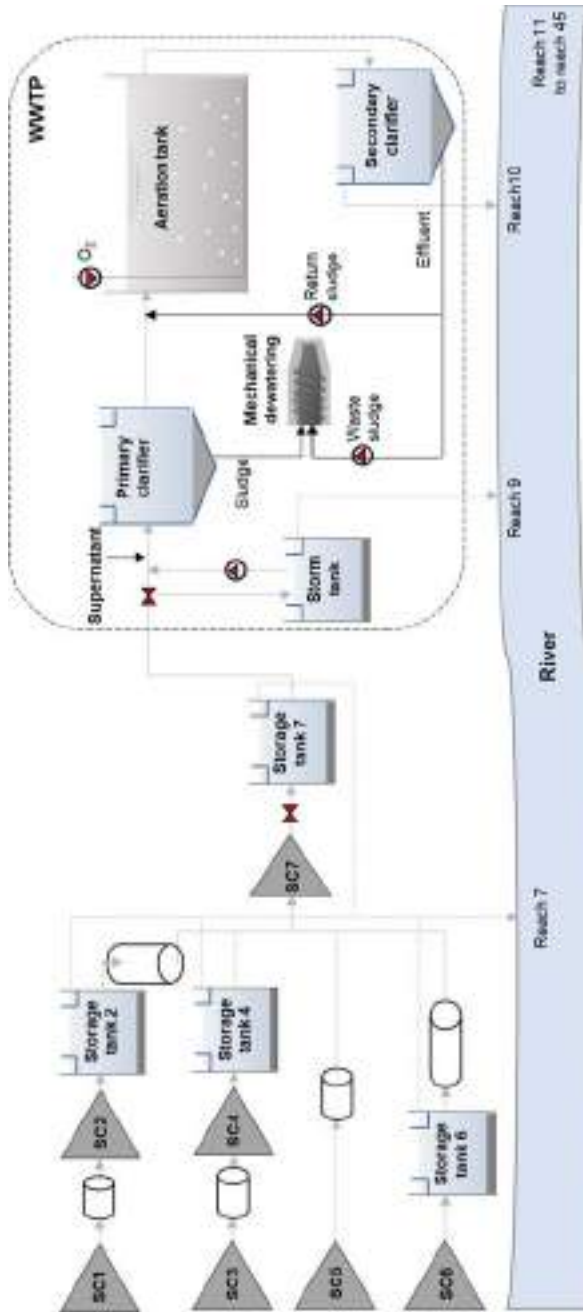 WWTP
Supernatant
Primary
clarifier
O2
Aeration tank
Secondary
clarifier
Sludge
Mechanical
dewatering
Return
sludge
Waste
sludge
Effluent
Storm
tank
SC1
SC2
Storage
tank 2
SC3
SC4
Storage
tank 4
SC5
SC6
Storage
tank 6
SC7
Storage
tank 7
Reach 7
River
Reach 9
Reach10
Reach 11
to reach 45